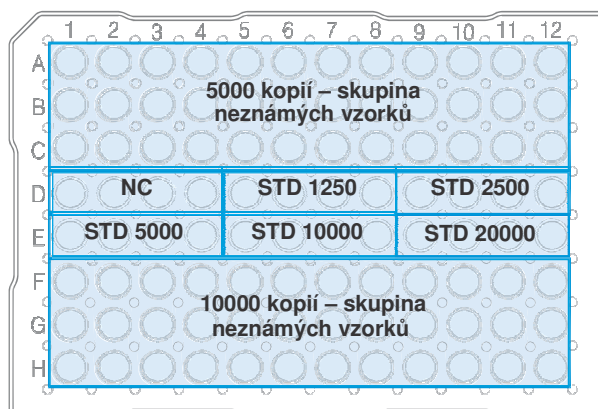 1 2 3 4 5 6 7 8 9 10 11 12
A
5000 kopií – skupina
B
neznámých vzorků
C
D NC STD 1250 STD 2500
E STD 5000 STD 10000 STD 20000
F
10000 kopií – skupina
G
neznámých vzorků
H